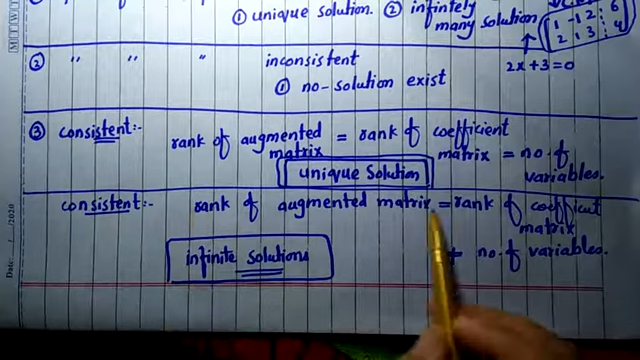 ① unique solution. ② infinitely
many solution
1 -1 2 : 6
2 1 3 : 4
2x+3=0
② " " " inconsistent
① no-solution exist
③ consistent:- rank of augmented matrix = rank of coefficient
matrix = no. of
variables.
unique Solution
consistent:- rank of augmented matrix = rank of coefficut
matrix
no. of variables.
infinite solutions
Date: / /2020